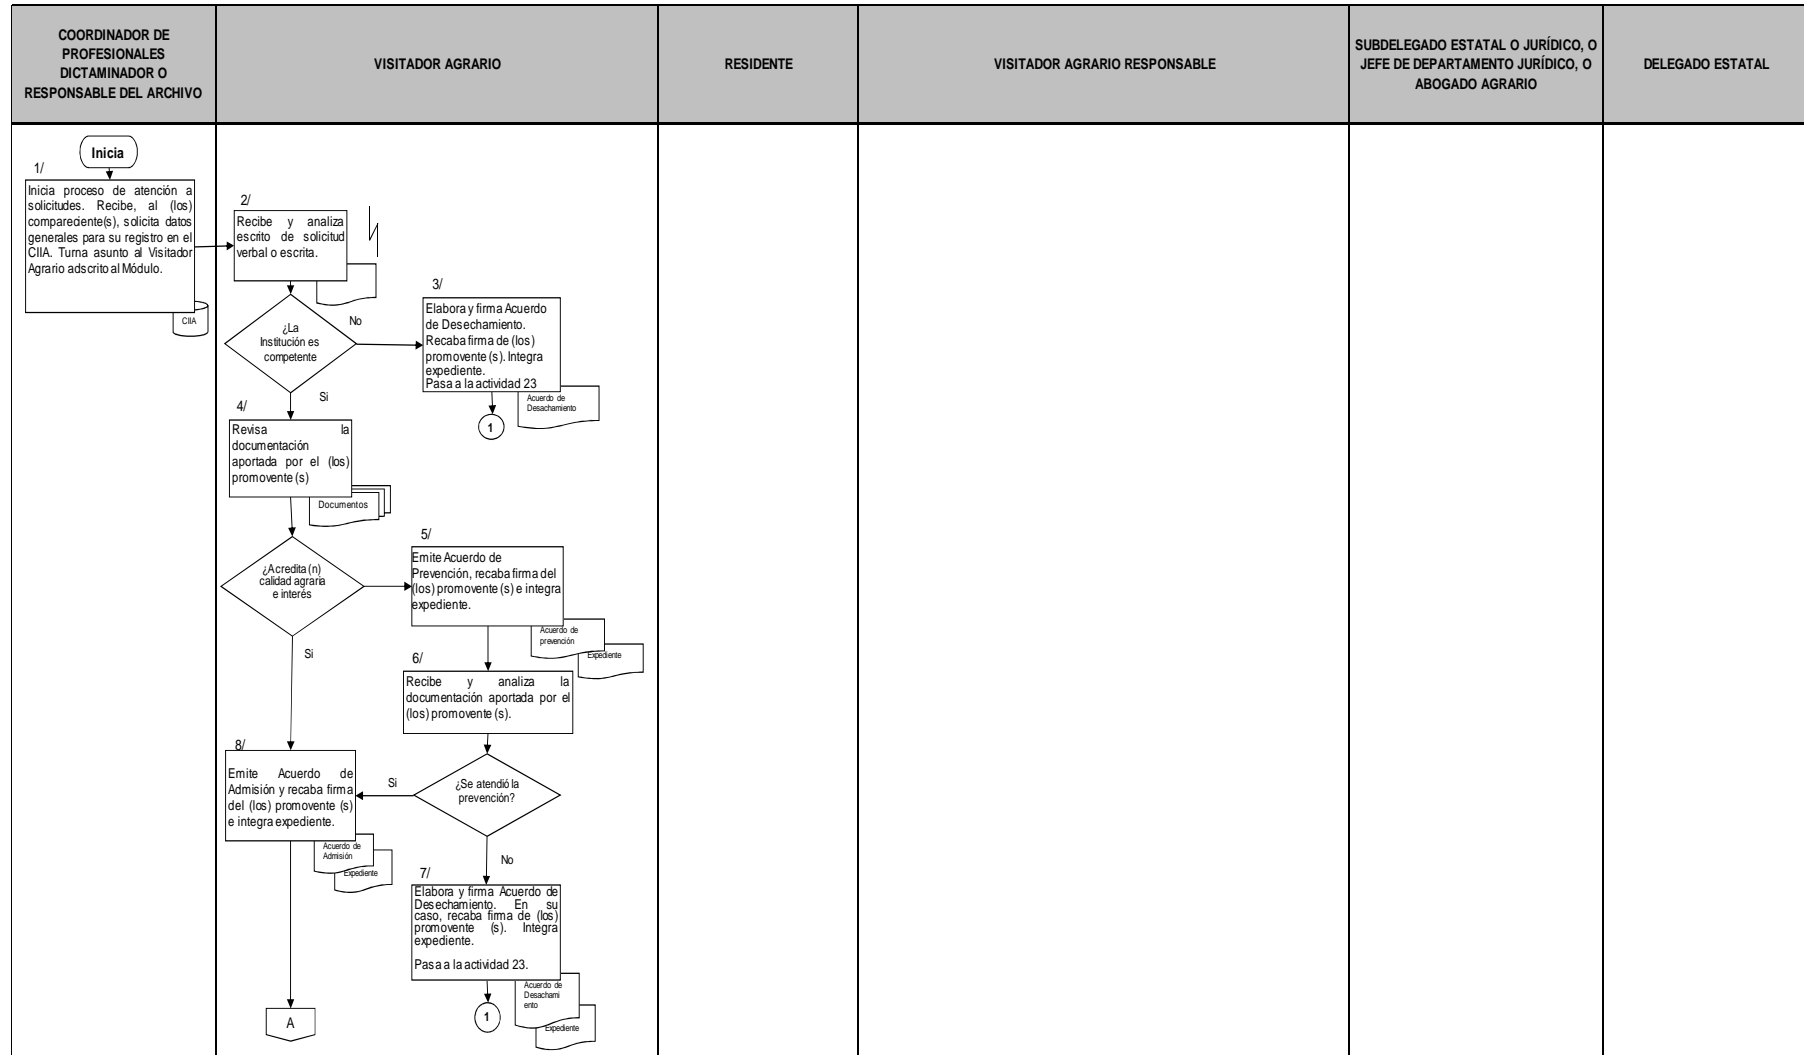 COORDINADOR DE
PROFESIONALES
DICTAMINADOR O
RESPONSABLE DEL ARCHIVO
VISITADOR AGRARIO
RESIDENTE
VISITADOR AGRARIO RESPONSABLE
SUBDELEGADO ESTATAL O JURÍDICO, O
JEFE DE DEPARTAMENTO JURÍDICO, O
ABOGADO AGRARIO
DELEGADO ESTATAL
Inicia
1/
Inicia proceso de atención a
solicitudes. Recibe, al (los)
compareciente(s), solicita datos
generales para su registro en el
CIIA. Turna asunto al Visitador
Agrario adscrito al Módulo.
CIIA
2/
Recibe y analiza
escrito de solicitud
verbal o escrita.
¿La
Institución es
competente
No
3/
Elabora y firma Acuerdo
de Desechamiento.
Recaba firma de (los)
promovente (s). Integra
expediente.
Pasa a la actividad 23
Acuerdo de
Desachamiento
1
Si
4/
Revisa la
documentación
aportada por el (los)
promovente (s)
Documentos
¿Acredita (n)
calidad agraria
e interés
5/
Emite Acuerdo de
Prevención, recaba firma del
(los) promovente (s) e integra
expediente.
Acuerdo de
prevención
Expediente
Si
6/
Recibe y analiza la
documentación aportada por el
(los) promovente (s).
¿Se atendió la
prevención?
Si
8/
Emite Acuerdo de
Admisión y recaba firma
del (los) promovente (s)
e integra expediente.
Acuerdo de
Admisión
Expediente
No
7/
Elabora y firma Acuerdo de
Desechamiento. En su
caso, recaba firma de (los)
promovente (s). Integra
expediente.
Pasa a la actividad 23.
Acuerdo de
Desachami
ento
Expediente
A
1